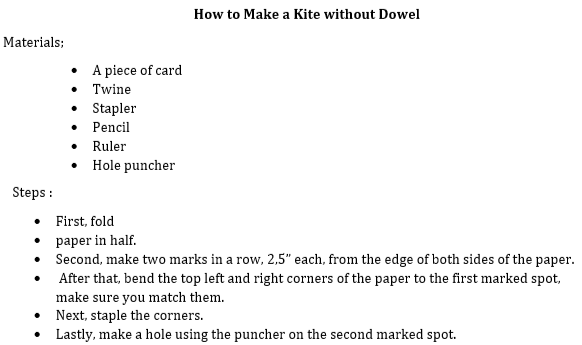 How to Make a Kite without Dowel
Materials;
• A piece of card
• Twine
• Stapler
• Pencil
• Ruler
• Hole puncher
Steps :
• First, fold
• paper in half.
• Second, make two marks in a row, 2,5” each, from the edge of both sides of the paper.
• After that, bend the top left and right corners of the paper to the first marked spot,
make sure you match them.
• Next, staple the corners.
• Lastly, make a hole using the puncher on the second marked spot.